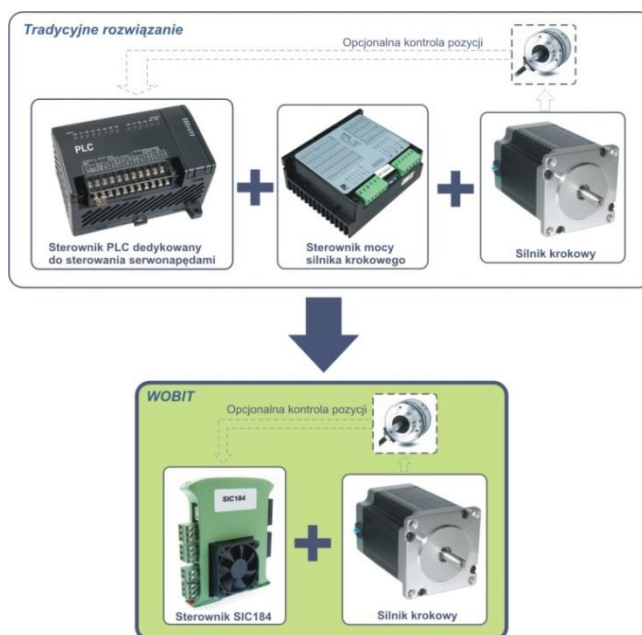 Tradycyjne rozwiązanie
Opcjonalna kontrola pozycji
PLC
Sterownik PLC dedykowany
do sterowania serwonapędami
Sterownik mocy
silnika krokowego
Silnik krokowy
WOBIT
Opcjonalna kontrola pozycji
SIC184
Sterownik SIC184
Silnik krokowy